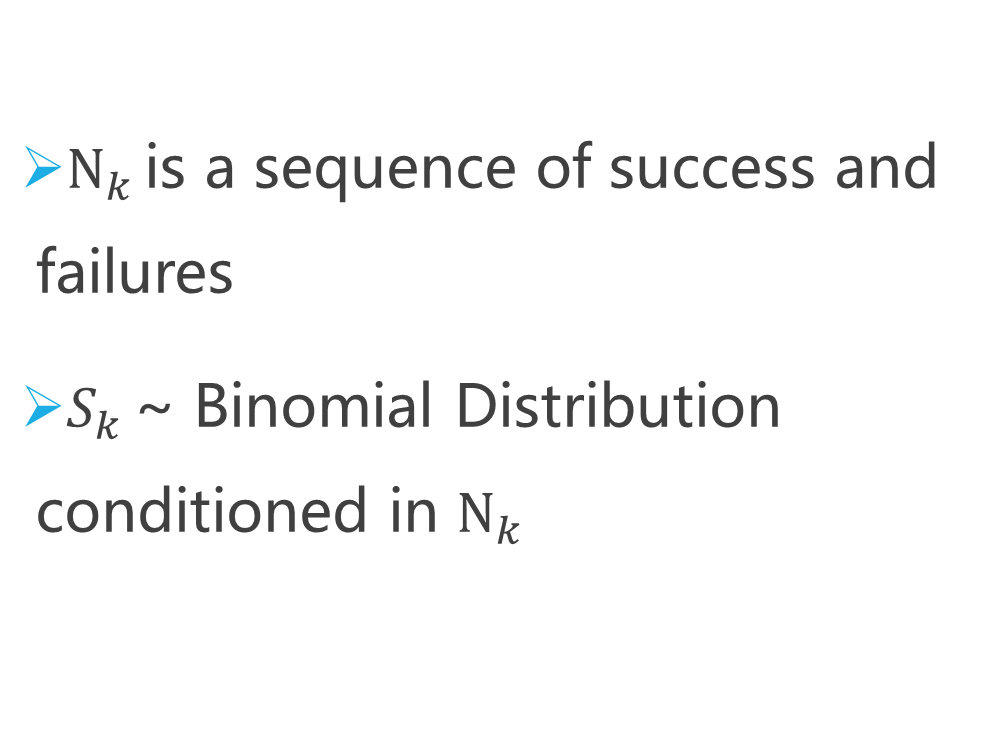 ➢N𝑘 is a sequence of success and
failures
➢𝑆𝑘 ~ Binomial Distribution
conditioned in N𝑘